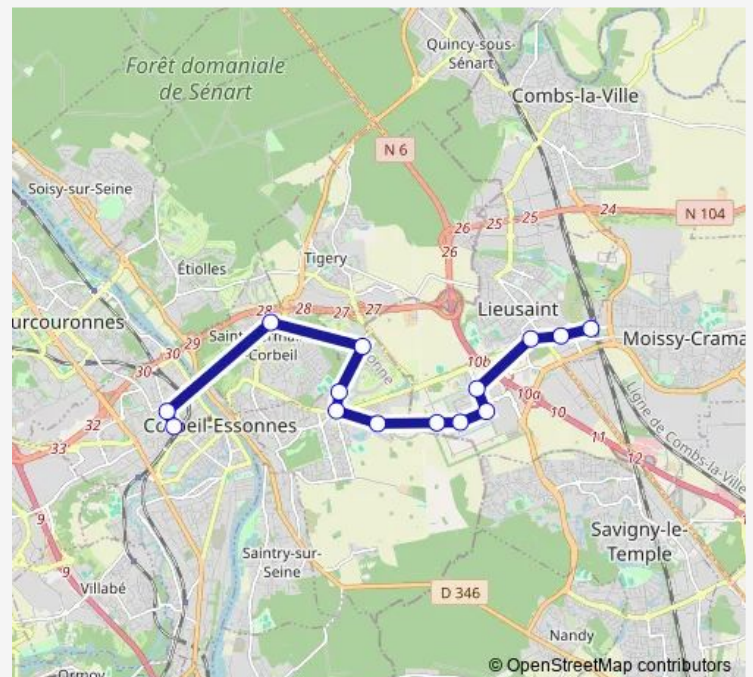 Quincy-sous-
Sénart
Forêt domaniale
de Sénart
Combs-la-Ville
N 6
Soisy-sur-Seine
24
N 104
25
25
26
26
Étiolles
Tigery
28
28
27
27
Lieusaint
urcouronnes
29
30
30
10b
Moissy-Crama
10a
10
11
12
32
33
Corbeil-Essonnes
Ligne de Combs-la-Ville
9
9
Savigny-le-
Temple
Saintry-sur-
Seine
Villabé
D 346
Nandy
Ormoy
© OpenStreetMap contributors